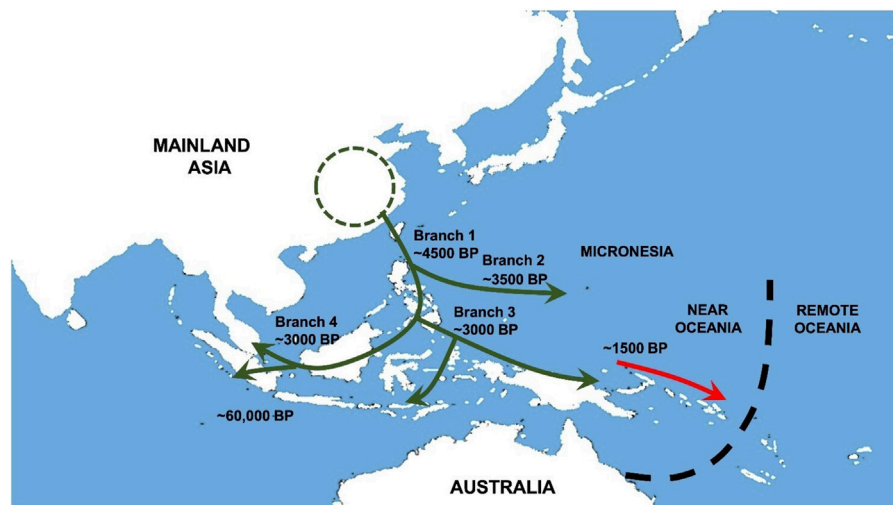 MAINLAND
ASIA
Branch 1
~4500 BP
Branch 2
~3500 BP
MICRONESIA
Branch 3
~3000 BP
Branch 4
~3000 BP
NEAR
OCEANIA
REMOTE
OCEANIA
~1500 BP
~60,000 BP
AUSTRALIA